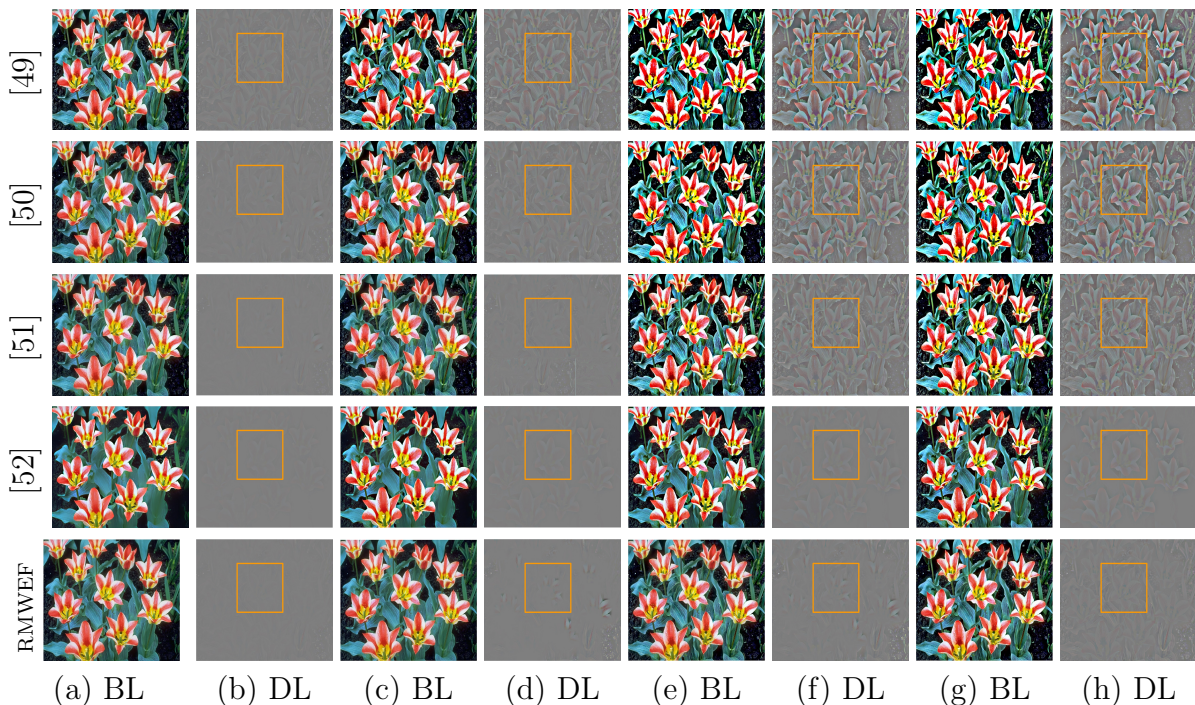 [49]
[50]
[51]
[52]
RMWEF
(a) BL (b) DL (c) BL (d) DL (e) BL (f) DL (g) BL (h) DL